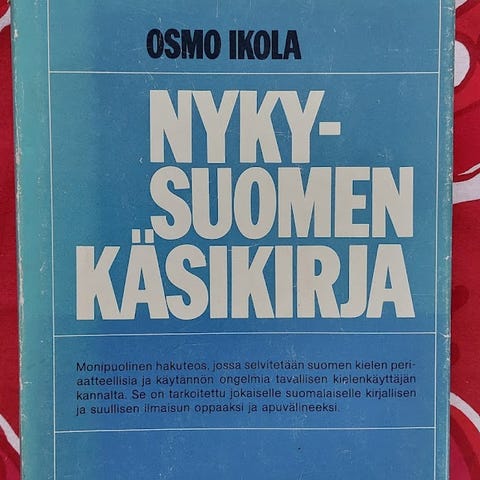 OSMO IKOLA
NYKY-
SUOMEN
KÄSIKIRJA
Monipuolinen hakuteos, jossa selvitetään suomen kielen peri-
aatteellisia ja käytännön ongelmia tavallisen kielenkäyttäjän
kannalta. Se on tarkoitettu jokaiselle suomalaiselle kirjallisen
ja suullisen ilmaisun oppaaksi ja apuvälineeksi.